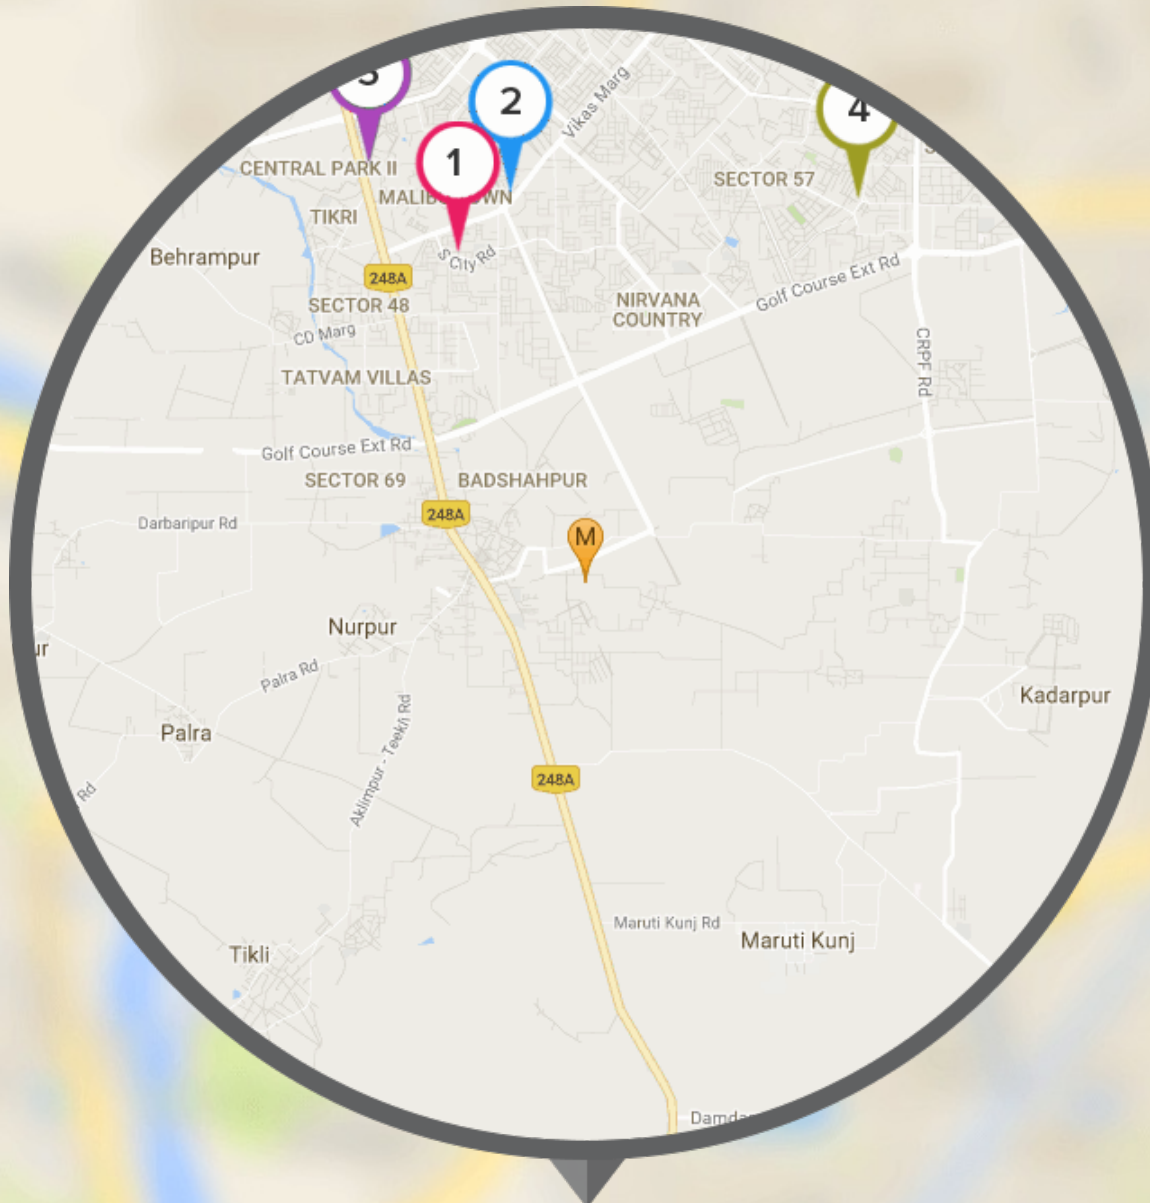 3
2
Vikas Marg
4
1
CENTRAL PARK II
SECTOR 57
TIKRI
Behrampur
S City Rd
248A
Golf Course Ext Rd
SECTOR 48
NIRVANA
COUNTRY
CD Marg
CRPF Rd
TATVAM VILLAS
Golf Course Ext Rd
SECTOR 69
BADSHAHPUR
248A
Darbaripur Rd
M
Nurpur
Palra Rd
Kadarpur
Palra
Aklimpur - Teekli Rd
248A
Rd
Maruti Kunj Rd
Maruti Kunj
Tikli